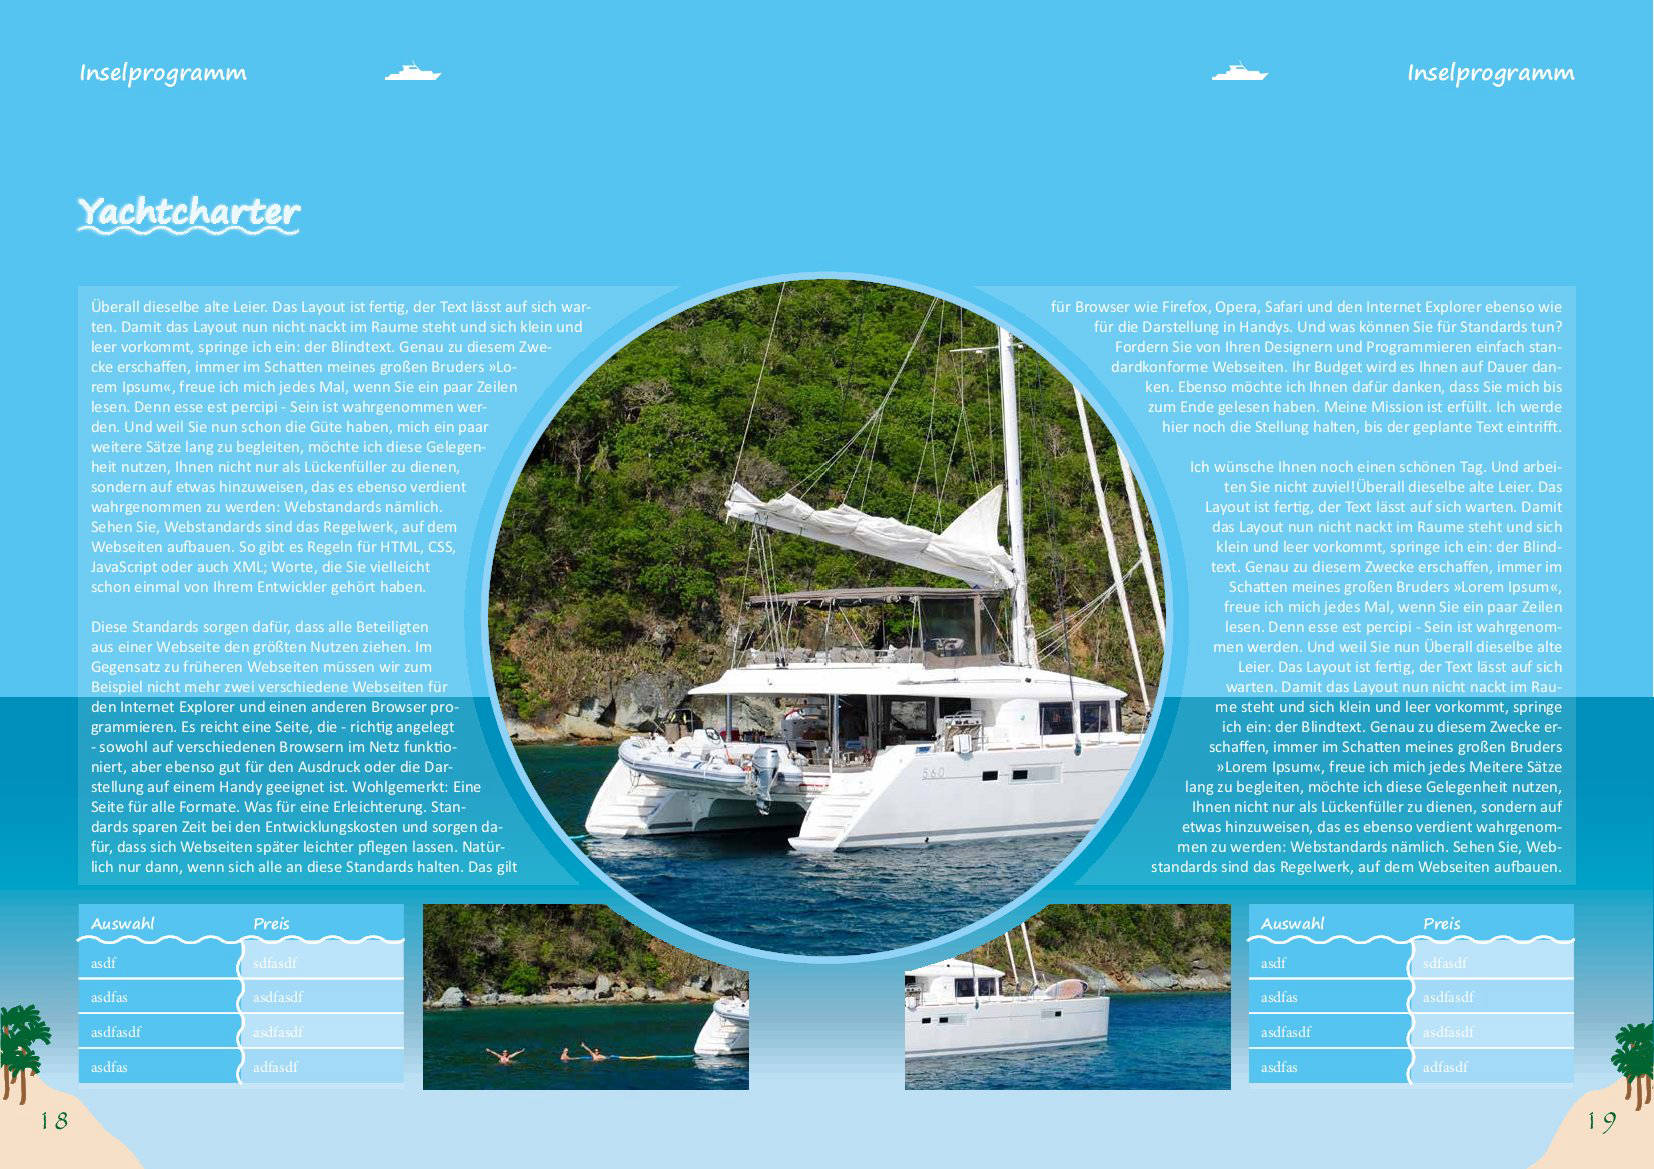 Inselprogramm
Inselprogramm
Yachtcharter
Überall dieselbe alte Leier. Das Layout ist fertig, der Text lässt auf sich war-
ten. Damit das Layout nun nicht nackt im Raume steht und sich klein und
leer vorkommt, springe ich ein: der Blindtext. Genau zu diesem Zwe-
cke erschaffen, immer im Schatten meines großen Bruders »Lo-
rem Ipsum«, freue ich mich jedes Mal, wenn Sie ein paar Zeilen
lesen. Denn esse est percipi - Sein ist wahrgenommen wer-
den. Und weil Sie nun schon die Güte haben, mich ein paar
weitere Sätze lang zu begleiten, möchte ich diese Gelegen-
heit nutzen, Ihnen nicht nur als Lückenfüller zu dienen,
sondern auf etwas hinzuweisen, das es ebenso verdient
wahrgenommen zu werden: Webstandards nämlich.
Sehen Sie, Webstandards sind das Regelwerk, auf dem
Webseiten aufbauen. So gibt es Regeln für HTML, CSS,
JavaScript oder auch XML; Worte, die Sie vielleicht
schon einmal von Ihrem Entwickler gehört haben.
Diese Standards sorgen dafür, dass alle Beteiligten
aus einer Webseite den größten Nutzen ziehen. Im
Gegensatz zu früheren Webseiten müssen wir zum
Beispiel nicht mehr zwei verschiedene Webseiten für
den Internet Explorer und einen anderen Browser pro-
grammieren. Es reicht eine Seite, die - richtig angelegt
- sowohl auf verschiedenen Browsern im Netz funktio-
niert, aber ebenso gut für den Ausdruck oder die Dar-
stellung auf einem Handy geeignet ist. Wohlgemerkt: Eine
Seite für alle Formate. Was für eine Erleichterung. Stan-
dards sparen Zeit bei den Entwicklungskosten und sorgen da-
für, dass sich Webseiten später leichter pflegen lassen. Natür-
lich nur dann, wenn sich alle an diese Standards halten. Das gilt
für Browser wie Firefox, Opera, Safari und den Internet Explorer ebenso wie
für die Darstellung in Handys. Und was können Sie für Standards tun?
Fordern Sie von Ihren Designern und Programmieren einfach stan-
dardkonforme Webseiten. Ihr Budget wird es Ihnen auf Dauer dan-
ken. Ebenso möchte ich Ihnen dafür danken, dass Sie mich bis
zum Ende gelesen haben. Meine Mission ist erfüllt. Ich werde
hier noch die Stellung halten, bis der geplante Text eintrifft.
Ich wünsche Ihnen noch einen schönen Tag. Und arbei-
ten Sie nicht zuviel!Überall dieselbe alte Leier. Das
Layout ist fertig, der Text lässt auf sich warten. Damit
das Layout nun nicht nackt im Raume steht und sich
klein und leer vorkommt, springe ich ein: der Blind-
text. Genau zu diesem Zwecke erschaffen, immer im
Schatten meines großen Bruders »Lorem Ipsum«,
freue ich mich jedes Mal, wenn Sie ein paar Zeilen
lesen. Denn esse est percipi - Sein ist wahrgenom-
men werden. Und weil Sie nun Überall dieselbe alte
Leier. Das Layout ist fertig, der Text lässt auf sich
warten. Damit das Layout nun nicht nackt im Rau-
me steht und sich klein und leer vorkommt, springe
ich ein: der Blindtext. Genau zu diesem Zwecke er-
schaffen, immer im Schatten meines großen Bruders
»Lorem Ipsum«, freue ich mich jedes Meitere Sätze
lang zu begleiten, möchte ich diese Gelegenheit nutzen,
Ihnen nicht nur als Lückenfüller zu dienen, sondern auf
etwas hinzuweisen, das es ebenso verdient wahrgenom-
men zu werden: Webstandards nämlich. Sehen Sie, Web-
standards sind das Regelwerk, auf dem Webseiten aufbauen.
560
Auswahl Preis
asdf sdfasdf
asdfas asdfasdf
asdfasdf asdfasdf
asdfas adfasdf
Auswahl Preis
asdf sdfasdf
asdfas asdfasdf
asdfasdf asdfasdf
asdfas adfasdf
18
19